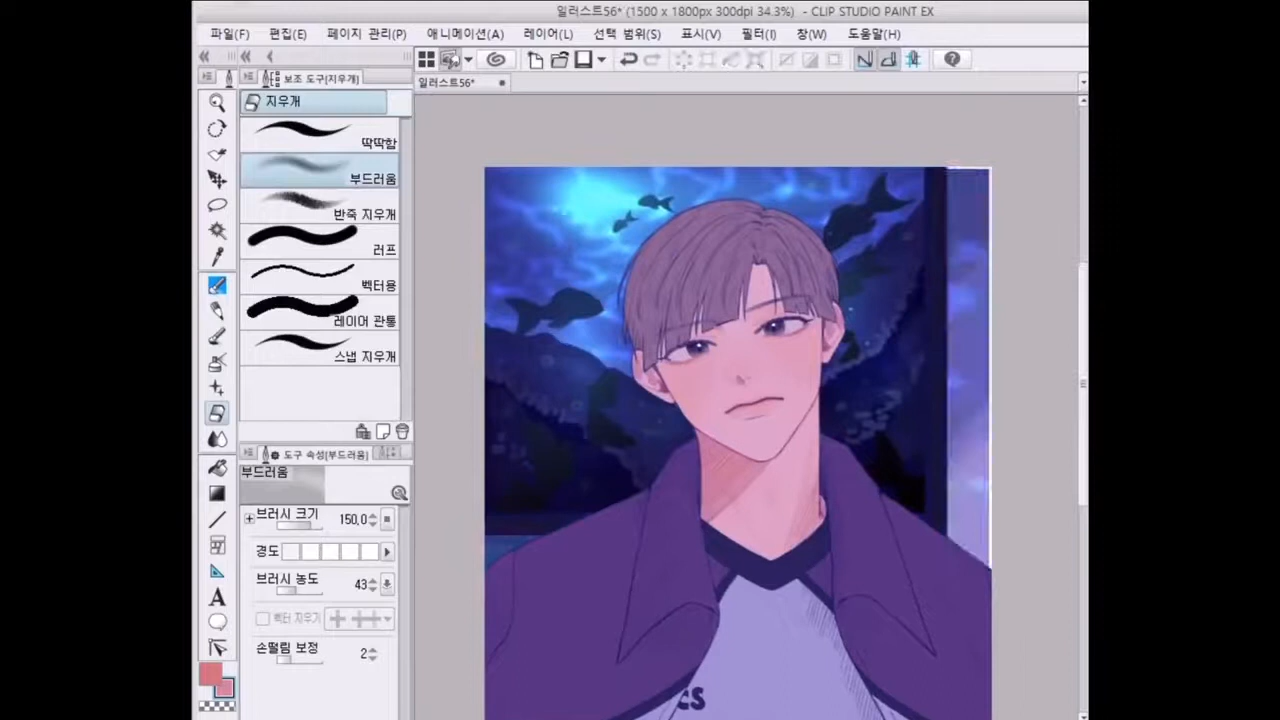 일러스트56* (1500 x 1800px 300dpi 34.3%) - CLIP STUDIO PAINT EX
파일(F) 편집(E) 페이지 관리(P) 애니메이션(A) 레이어(L) 선택 범위(S) 표시(V) 필터(I) 창(W) 도움말(H)
보조 도구[지우개]
일러스트56*
지우개
딱딱함
부드러움
반죽 지우개
러프
벡터용
레이어 관통
스냅 지우개
도구 속성[부드러움]
부드러움
브러시 크기 150.0
경도
브러시 농도 43
벡터 지우기
손떨림 보정 2
A
CS